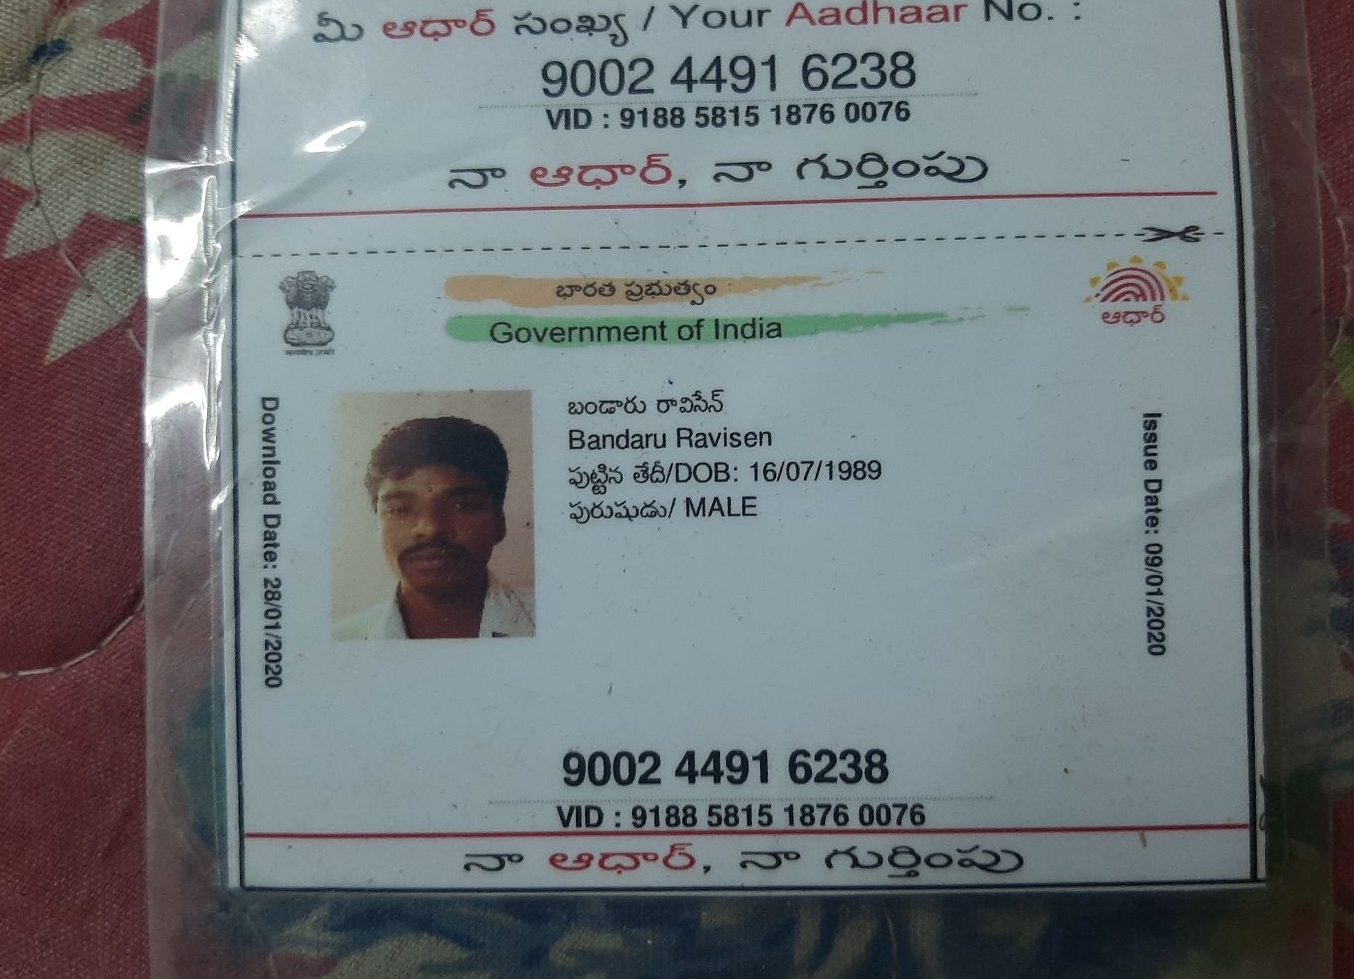 మీ ఆధార్ సంఖ్య / Your Aadhaar No. :
9002 4491 6238
VID : 9188 5815 1876 0076
నా ఆధార్, నా గుర్తింపు
భారత ప్రభుత్వం
Government of India
ఆధార్
Download Date: 28/01/2020
బండారు రావిసేన్
Bandaru Ravisen
పుట్టిన తేదీ/DOB: 16/07/1989
పురుషుడు/ MALE
Issue Date: 09/01/2020
9002 4491 6238
VID : 9188 5815 1876 0076
నా ఆధార్, నా గుర్తింపు